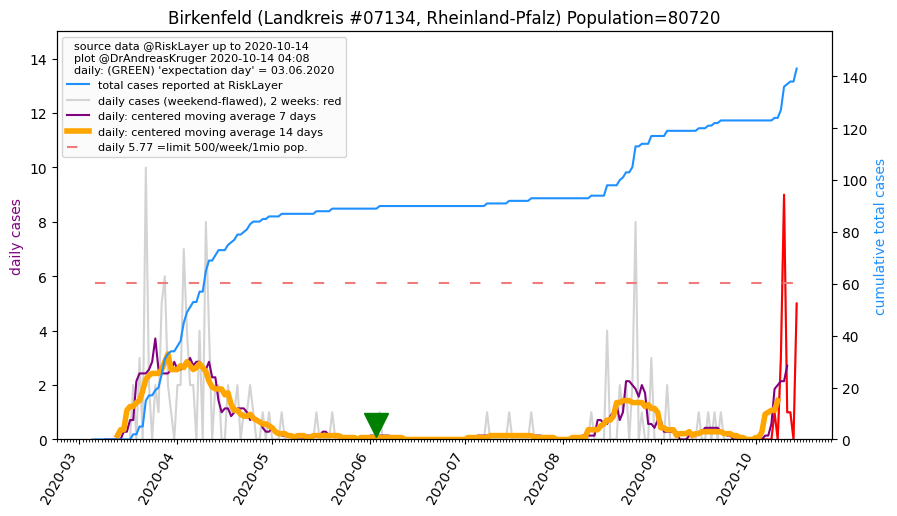 Birkenfeld (Landkreis #07134, Rheinland-Pfalz) Population=80720
source data @RiskLayer up to 2020-10-14
plot @DrAndreasKruger 2020-10-14 04:08
daily: (GREEN) 'expectation day' = 03.06.2020
total cases reported at RiskLayer
daily cases (weekend-flawed), 2 weeks: red
daily: centered moving average 7 days
daily: centered moving average 14 days
daily 5.77 =limit 500/week/1mio pop.
daily cases
14
12
10
8
6
4
2
0
cumulative total cases
140
120
100
80
60
40
20
0
2020-03
2020-04
2020-05
2020-06
2020-07
2020-08
2020-09
2020-10